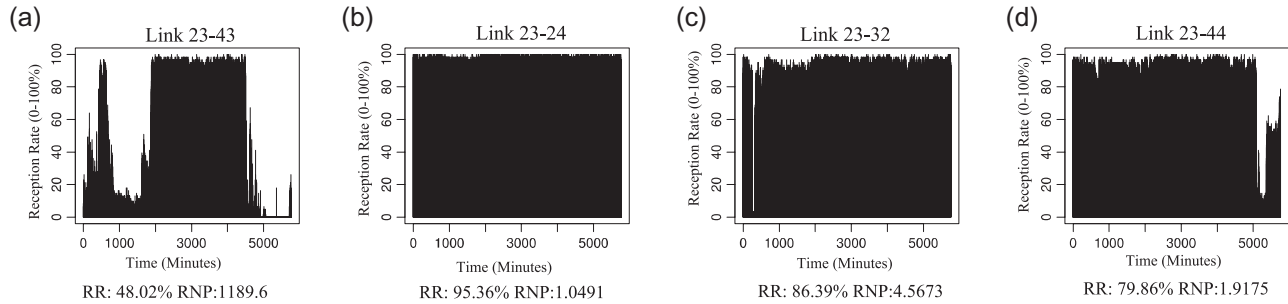 (a)
Link 23-43
Reception Rate (0-100%)
0 20 40 60 80 100
0 1000 3000 5000
Time (Minutes)
RR: 48.02% RNP:1189.6
(b)
Link 23-24
Reception Rate (0-100%)
0 20 40 60 80 100
0 1000 3000 5000
Time (Minutes)
RR: 95.36% RNP:1.0491
(c)
Link 23-32
Reception Rate (0-100%)
0 20 40 60 80 100
0 1000 3000 5000
Time (Minutes)
RR: 86.39% RNP:4.5673
(d)
Link 23-44
Reception Rate (0-100%)
0 20 40 60 80 100
0 1000 3000 5000
Time (Minutes)
RR: 79.86% RNP:1.9175